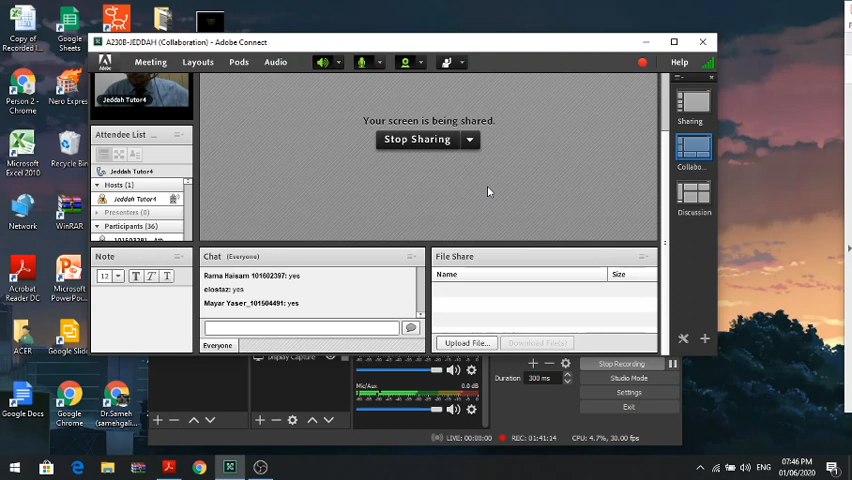 Copy of Recorded I...
Google Sheets
Person 2 - Chrome
Nero Expres
Microsoft Excel 2010
Recycle Bin
Network
WinRAR
Acrobat Reader DC
Microsoft PowerPoi...
ACER
Google Slid
Google Docs
Google Chrome
Dr.Sameh (samehgali
A230B-JEDDAH (Collaboration) - Adobe Connect
Adobe
Meeting
Layouts
Pods
Audio
Help
Jeddah Tutor4
Attendee List ...
Jeddah Tutor4
Hosts (1)
Jeddah Tutor4
Presenters (0)
Participants (36)
Your screen is being shared.
Stop Sharing
Sharing
Collabo...
Discussion
Note
12
T T T
Chat (Everyone)
Rama Haisam 101602397: yes
elostaz: yes
Mayar Yaser_101504491: yes
Everyone
File Share
Name
Size
Upload File...
Download File(s)
Display Capture
Mic/Aux
0.0 dB
Duration
300 ms
Stop Recording
Studio Mode
Settings
Exit
LIVE: 00:00:00
REC: 01:41:14
CPU: 4.7%, 30.00 fps
ENG
07:46 PM
01/06/2020